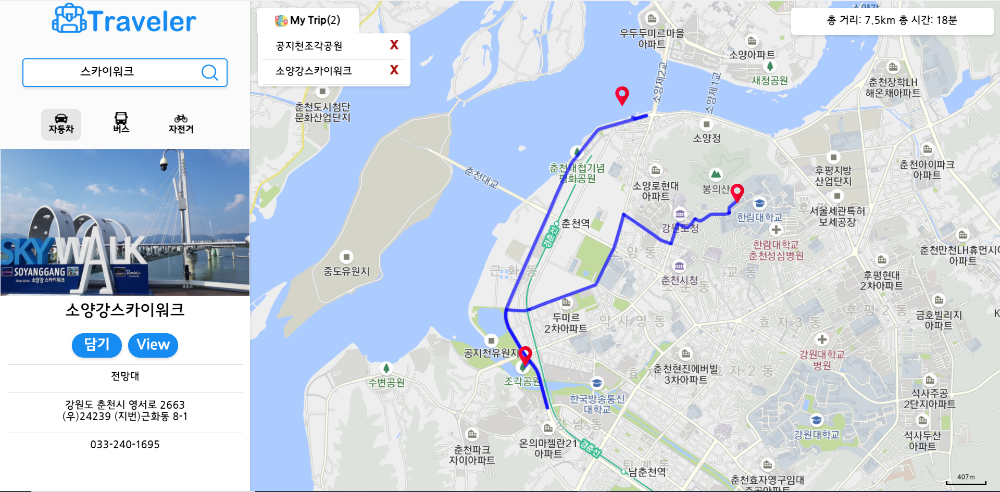 Traveler
스카이워크
자동차
버스
자전거
SKY WALK
SOYANGGANG
Since 2016 소양강 스카이워크
소양강스카이워크
담기
View
전망대
강원도 춘천시 영서로 2663
(우)24239 (지번)근화동 8-1
033-240-1695
My Trip(2)
공지천조각공원
X
소양강스카이워크
X
총 거리: 7.5km 총 시간: 18분
우두두미르마을
아파트
소양아파트
새청공원
소양제2교
소양제1교
춘천장학LH
해온채아파트
춘천도시첨단
문화산업단지
소양정
춘천대교
춘천대첩기념
평화공원
소양로현대
아파트
봉의산
후평지방
산업단지
춘천아이파크
아파트
서울세관특허
보세공장
한림대학교
강원도청
춘천역
경춘선
한림대학교
춘천성심병원
춘천만천LH휴먼시아
아파트
중도유원지
근화동
소양동
교동
춘천시청
후평현대
2차아파트
두미르
2차아파트
약사명동
효자3동
후평2동
금호빌리지
아파트
공지천유원지
조각공원
수변공원
강원대학교
병원
춘천현진에버빌
3차아파트
효자2동
한국방송통신
대학교
석사주공
2단지아파트
강남동
강원대학교
석사두산
아파트
온의마젤란21
아파트
경춘선
춘천파크
자이아파트
퇴계동
남춘천역
춘천효자영구임대
주공아파트
407m